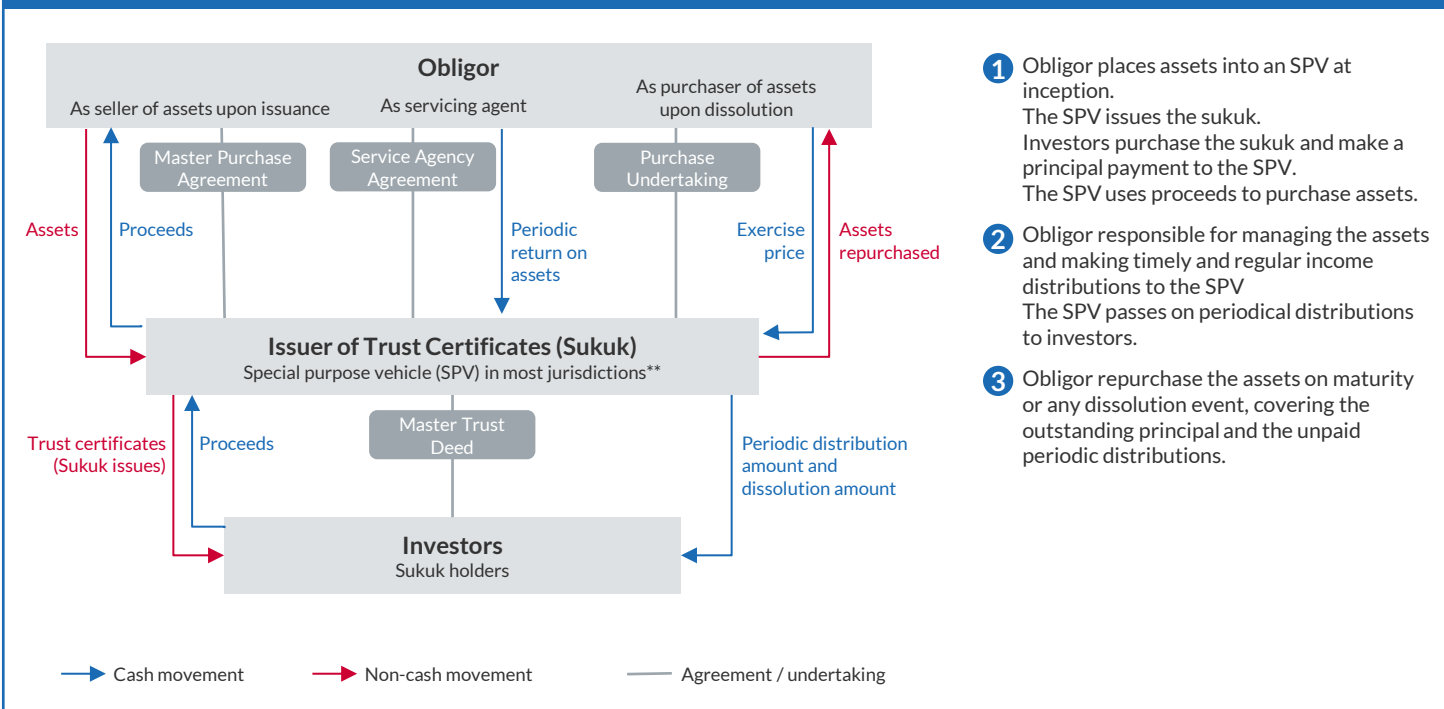 Obligor
As seller of assets upon issuance
As servicing agent
As purchaser of assets
upon dissolution
Master Purchase
Agreement
Service Agency
Agreement
Purchase
Undertaking
Assets
Proceeds
Periodic
return on
assets
Exercise
price
Assets
repurchased
Issuer of Trust Certificates (Sukuk)
Special purpose vehicle (SPV) in most jurisdictions**
Trust certificates
(Sukuk issues)
Proceeds
Master Trust
Deed
Periodic distribution
amount and
dissolution amount
Investors
Sukuk holders
Cash movement
Non-cash movement
Agreement / undertaking
1 Obligor places assets into an SPV at
inception.
The SPV issues the sukuk.
Investors purchase the sukuk and make a
principal payment to the SPV.
The SPV uses proceeds to purchase assets.
2 Obligor responsible for managing the assets
and making timely and regular income
distributions to the SPV
The SPV passes on periodical distributions
to investors.
3 Obligor repurchase the assets on maturity
or any dissolution event, covering the
outstanding principal and the unpaid
periodic distributions.